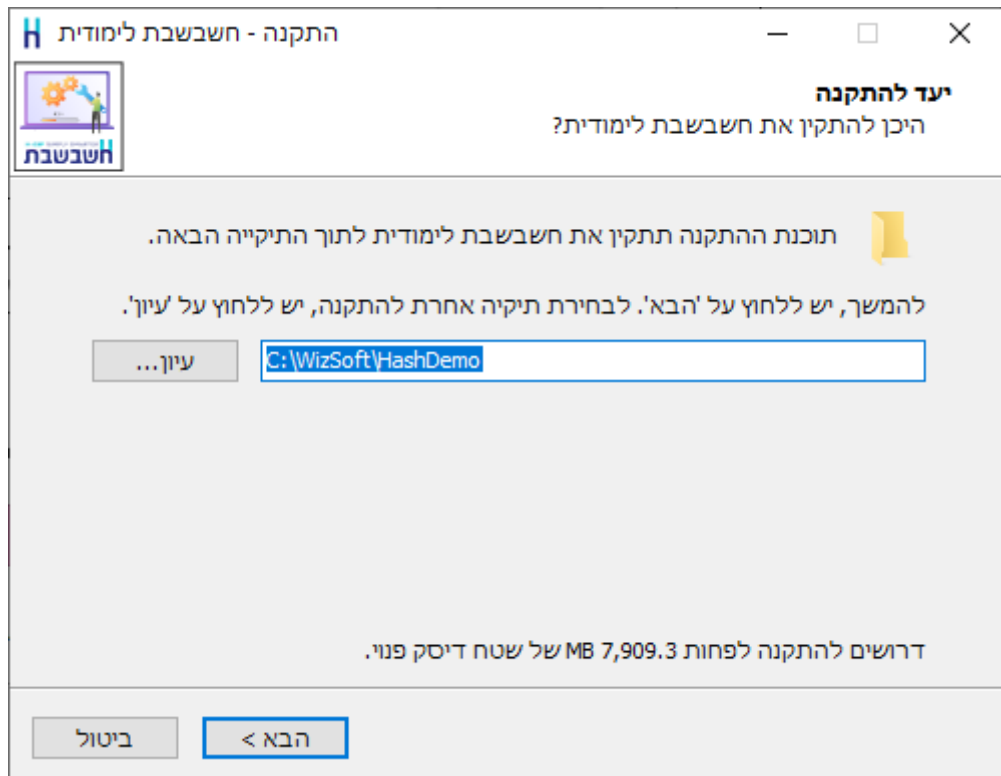 התקנה - חשבשבת לימודית
יעד להתקנה
היכן להתקין את חשבשבת לימודית?
חשבשבת
תוכנת ההתקנה תתקין את חשבשבת לימודית לתוך התיקייה הבאה.
להמשך, יש ללחוץ על 'הבא'. לבחירת תיקיה אחרת להתקנה, יש ללחוץ על 'עיון'.
C:\WizSoft\HashDemo
עיון...
דרושים להתקנה לפחות 7,909.3 MB של שטח דיסק פנוי.
הבא >
ביטול